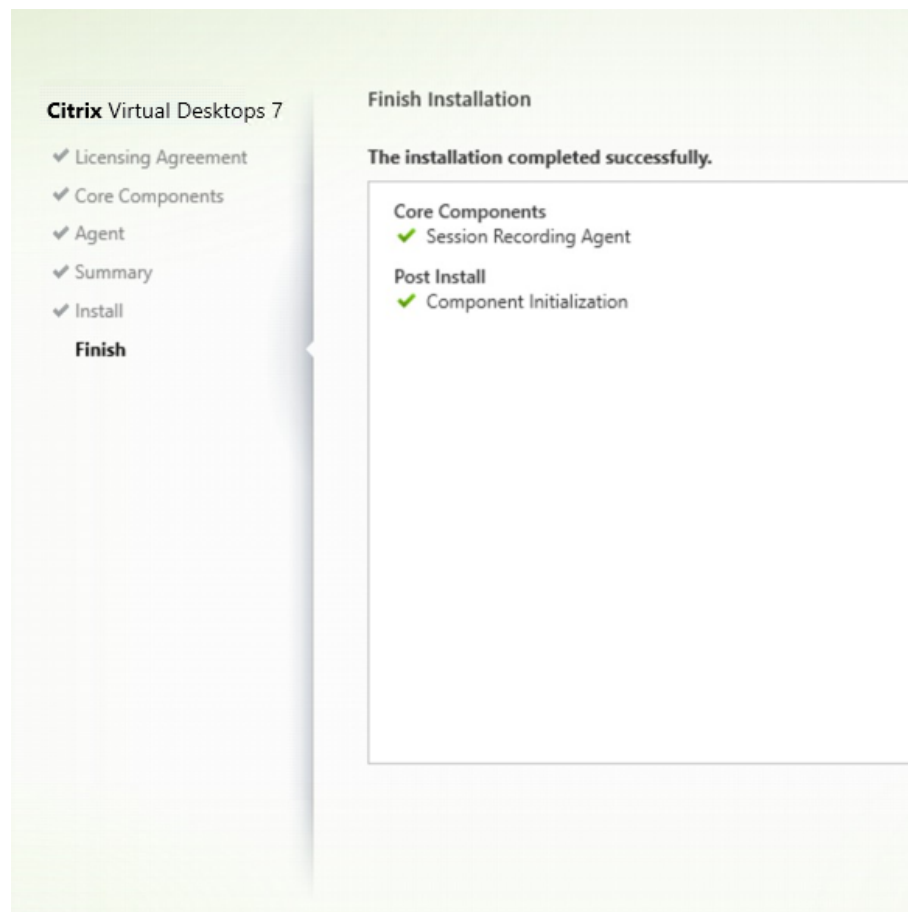 Citrix Virtual Desktops 7
Licensing Agreement
Core Components
Agent
Summary
Install
Finish
Finish Installation
The installation completed successfully.
Core Components
Session Recording Agent
Post Install
Component Initialization